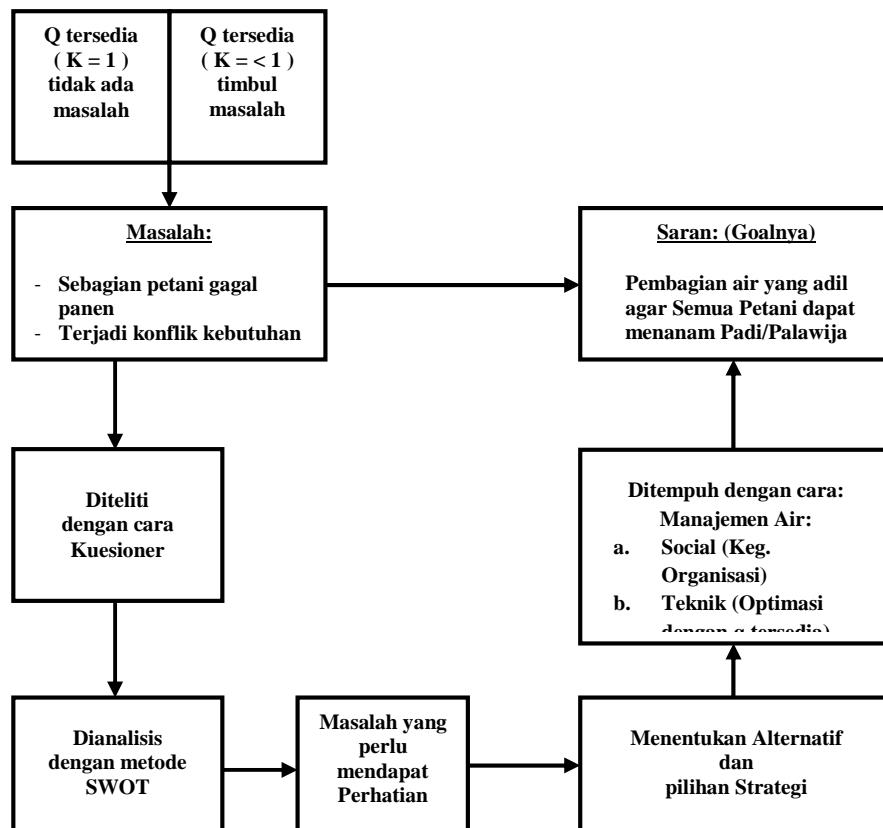 Q tersedia
( K = 1 )
tidak ada
masalah
Q tersedia
( K = < 1 )
timbul
masalah
Masalah:
- Sebagian petani gagal
panen
- Terjadi konflik kebutuhan
Saran: (Goalnya)
Pembagian air yang adil
agar Semua Petani dapat
menanam Padi/Palawija
Diteliti
dengan cara
Kuesioner
Ditempuh dengan cara:
Manajemen Air:
a. Social (Keg.
Organisasi)
b. Teknik (Optimasi
dengan q tersedia)
Dianalisis
dengan metode
SWOT
Masalah yang
perlu
mendapat
Perhatian
Menentukan Alternatif
dan
pilihan Strategi